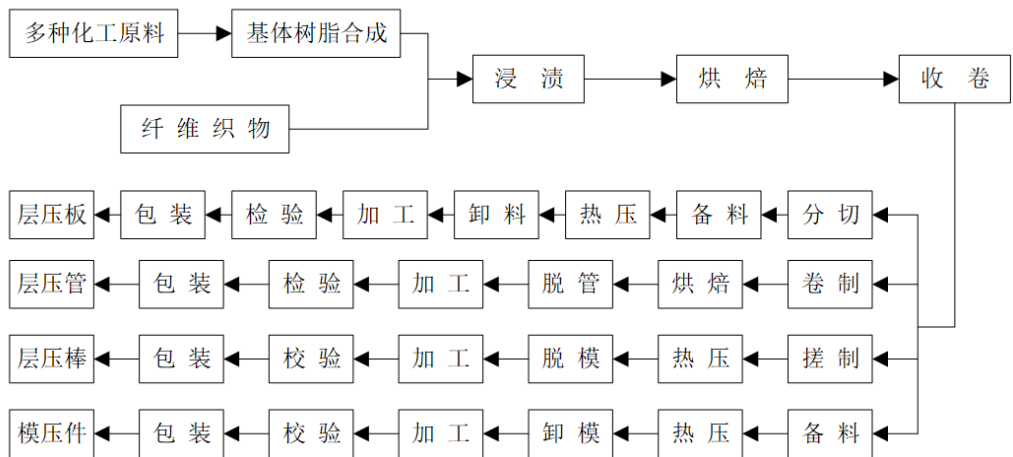 多种化工原料 基体树脂合成
浸 渍 烘 焙 收 卷
纤 维 织 物
层压板 包 装 检 验 加 工 卸 料 热 压 备 料 分 切
层压管 包 装 检 验 加 工 脱 管 烘 焙 卷 制
层压棒 包 装 校 验 加 工 脱 模 热 压 搓 制
模压件 包 装 校 验 加 工 卸 模 热 压 备 料